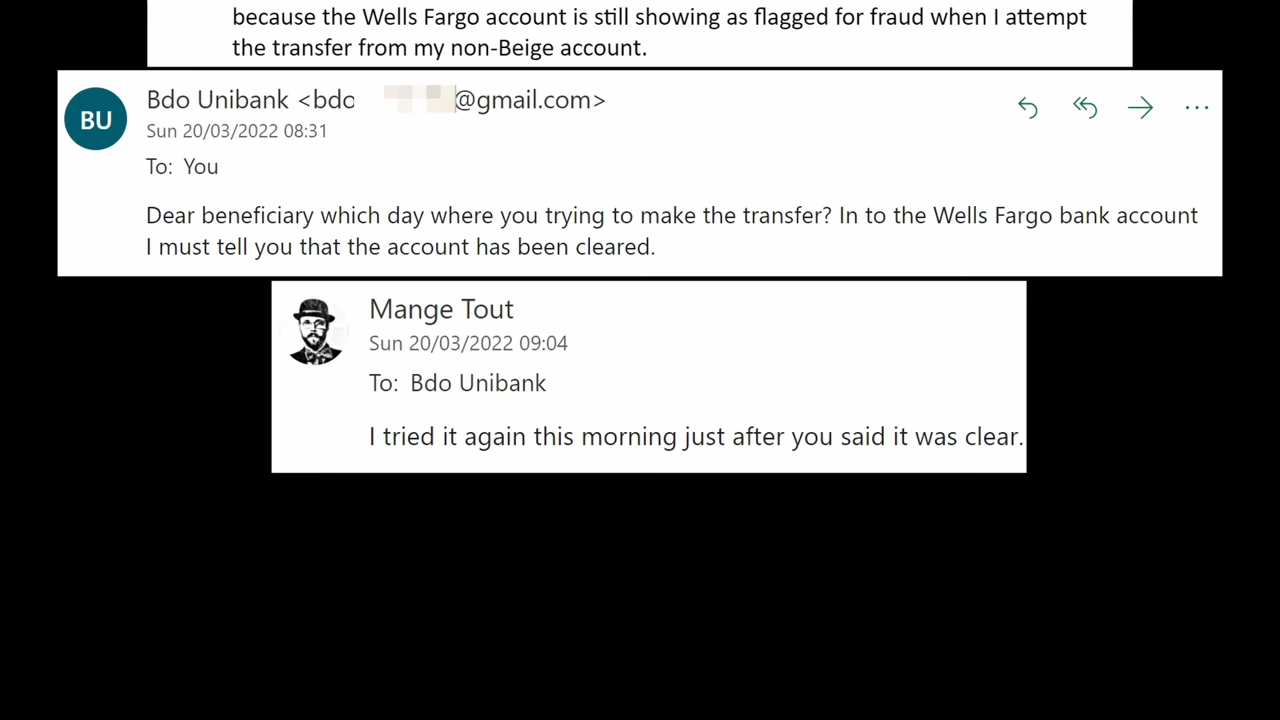 because the Wells Fargo account is still showing as flagged for fraud when I attempt
the transfer from my non-Beige account.
BU
Bdo Unibank <bdo @gmail.com>
Sun 20/03/2022 08:31
To: You
Dear beneficiary which day where you trying to make the transfer? In to the Wells Fargo bank account
I must tell you that the account has been cleared.
Mange Tout
Sun 20/03/2022 09:04
To: Bdo Unibank
I tried it again this morning just after you said it was clear.